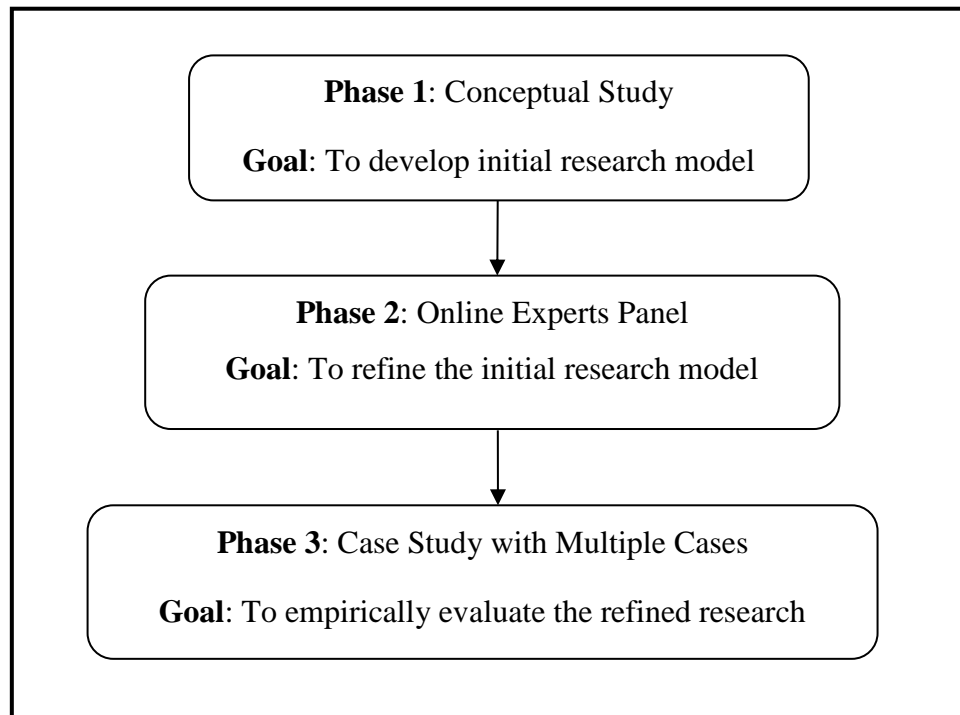 Phase 1: Conceptual Study
Goal: To develop initial research model
Phase 2: Online Experts Panel
Goal: To refine the initial research model
Phase 3: Case Study with Multiple Cases
Goal: To empirically evaluate the refined research